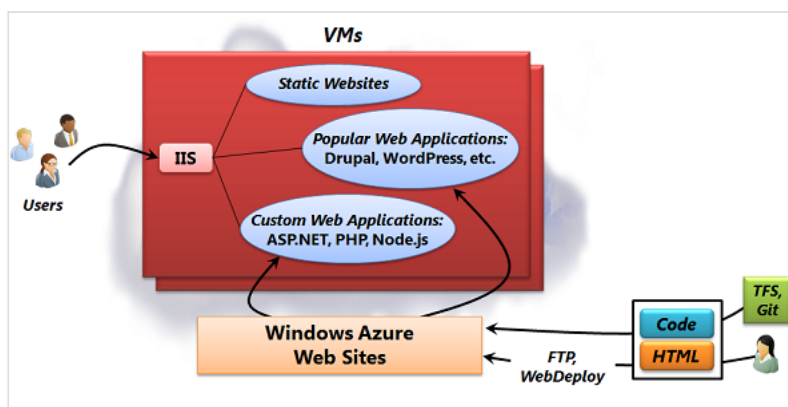 VMs
Static Websites
Popular Web Applications:
Drupal, WordPress, etc.
IIS
Users
Custom Web Applications:
ASP.NET, PHP, Node.js
TFS,
Git
Windows Azure
Web Sites
Code
HTML
FTP,
WebDeploy